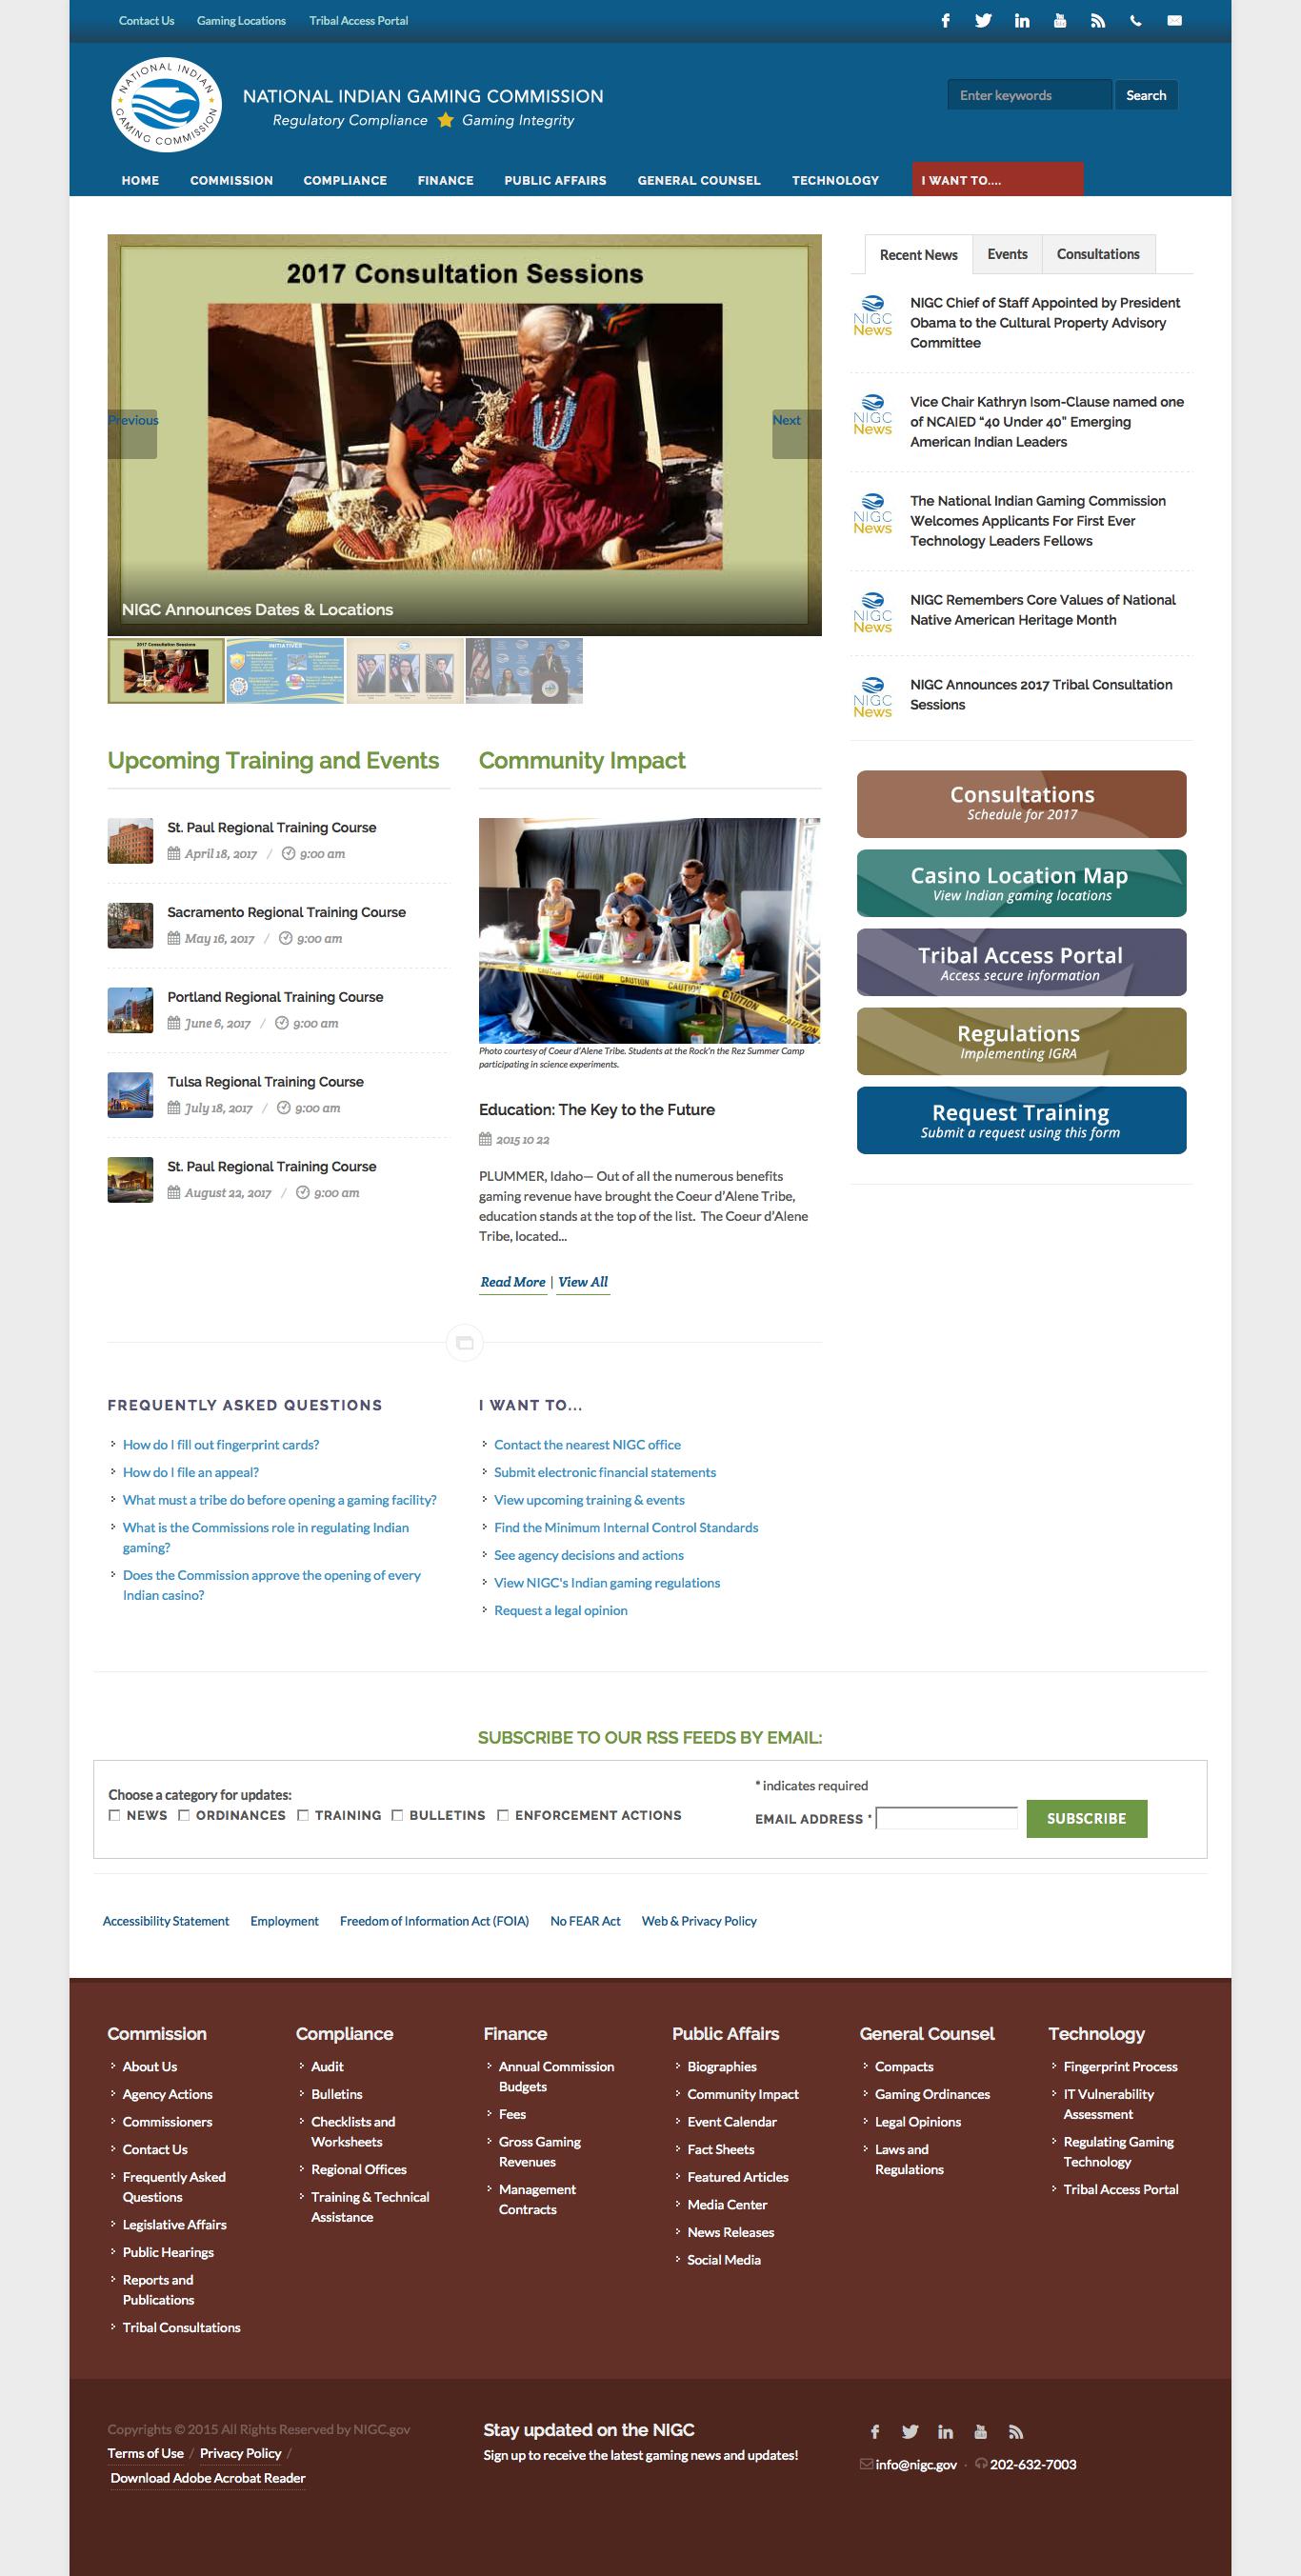 Contact Us Gaming Locations Tribal Access Portal
NATIONAL INDIAN GAMING COMMISSION
NATIONAL INDIAN GAMING COMMISSION
Regulatory Compliance Gaming Integrity
Enter keywords Search
HOME COMMISSION COMPLIANCE FINANCE PUBLIC AFFAIRS GENERAL COUNSEL TECHNOLOGY I WANT TO....
2017 Consultation Sessions
Previous
Next
NIGC Announces Dates & Locations
2017 Consultation Sessions
INITIATIVES
Recent News Events Consultations
NIGC News
NIGC Chief of Staff Appointed by President
Obama to the Cultural Property Advisory
Committee
NIGC News
Vice Chair Kathryn Isom-Clause named one
of NCAIED “40 Under 40” Emerging
American Indian Leaders
NIGC News
The National Indian Gaming Commission
Welcomes Applicants For First Ever
Technology Leaders Fellows
NIGC News
NIGC Remembers Core Values of National
Native American Heritage Month
NIGC News
NIGC Announces 2017 Tribal Consultation
Sessions
Consultations
Schedule for 2017
Casino Location Map
View Indian gaming locations
Tribal Access Portal
Access secure information
Regulations
Implementing IGRA
Request Training
Submit a request using this form
Upcoming Training and Events
St. Paul Regional Training Course
April 18, 2017 / 9:00 am
Sacramento Regional Training Course
May 16, 2017 / 9:00 am
Portland Regional Training Course
June 6, 2017 / 9:00 am
Tulsa Regional Training Course
July 18, 2017 / 9:00 am
St. Paul Regional Training Course
August 22, 2017 / 9:00 am
Community Impact
CAUTION CAUTION CAUTION CAUTION
Photo courtesy of Coeur d'Alene Tribe. Students at the Rock'n the Rez Summer Camp
participating in science experiments.
Education: The Key to the Future
2015 10 22
PLUMMER, Idaho— Out of all the numerous benefits
gaming revenue have brought the Coeur d’Alene Tribe,
education stands at the top of the list. The Coeur d’Alene
Tribe, located...
Read More | View All
FREQUENTLY ASKED QUESTIONS
How do I fill out fingerprint cards?
How do I file an appeal?
What must a tribe do before opening a gaming facility?
What is the Commissions role in regulating Indian
gaming?
Does the Commission approve the opening of every
Indian casino?
I WANT TO...
Contact the nearest NIGC office
Submit electronic financial statements
View upcoming training & events
Find the Minimum Internal Control Standards
See agency decisions and actions
View NIGC's Indian gaming regulations
Request a legal opinion
SUBSCRIBE TO OUR RSS FEEDS BY EMAIL:
Choose a category for updates:
NEWS ORDINANCES TRAINING BULLETINS ENFORCEMENT ACTIONS
* indicates required
EMAIL ADDRESS * SUBSCRIBE
Accessibility Statement Employment Freedom of Information Act (FOIA) No FEAR Act Web & Privacy Policy
Commission
About Us
Agency Actions
Commissioners
Contact Us
Frequently Asked
Questions
Legislative Affairs
Public Hearings
Reports and
Publications
Tribal Consultations
Compliance
Audit
Bulletins
Checklists and
Worksheets
Regional Offices
Training & Technical
Assistance
Finance
Annual Commission
Budgets
Fees
Gross Gaming
Revenues
Management
Contracts
Public Affairs
Biographies
Community Impact
Event Calendar
Fact Sheets
Featured Articles
Media Center
News Releases
Social Media
General Counsel
Compacts
Gaming Ordinances
Legal Opinions
Laws and
Regulations
Technology
Fingerprint Process
IT Vulnerability
Assessment
Regulating Gaming
Technology
Tribal Access Portal
Copyrights © 2015 All Rights Reserved by NIGC.gov
Terms of Use / Privacy Policy /
Download Adobe Acrobat Reader
Stay updated on the NIGC
Sign up to receive the latest gaming news and updates!
info@nigc.gov · 202-632-7003